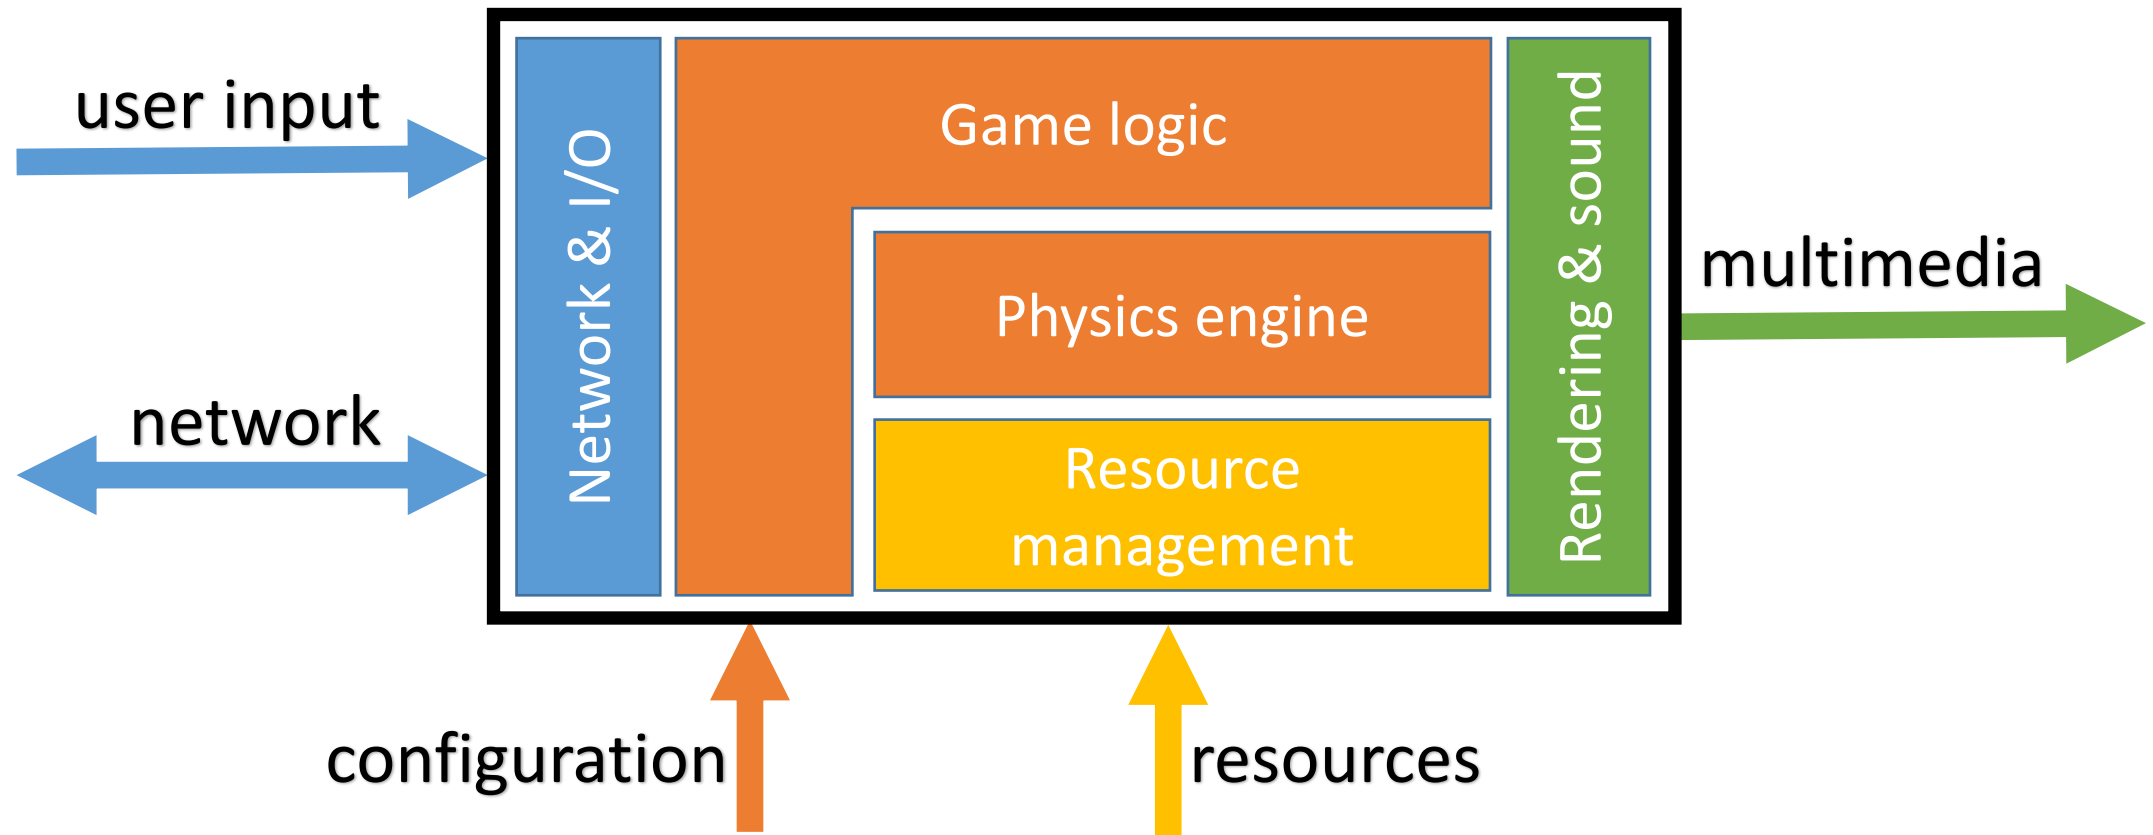 user input
network
Network & I/O
Game logic
Physics engine
Resource
management
Rendering & sound
multimedia
configuration
resources